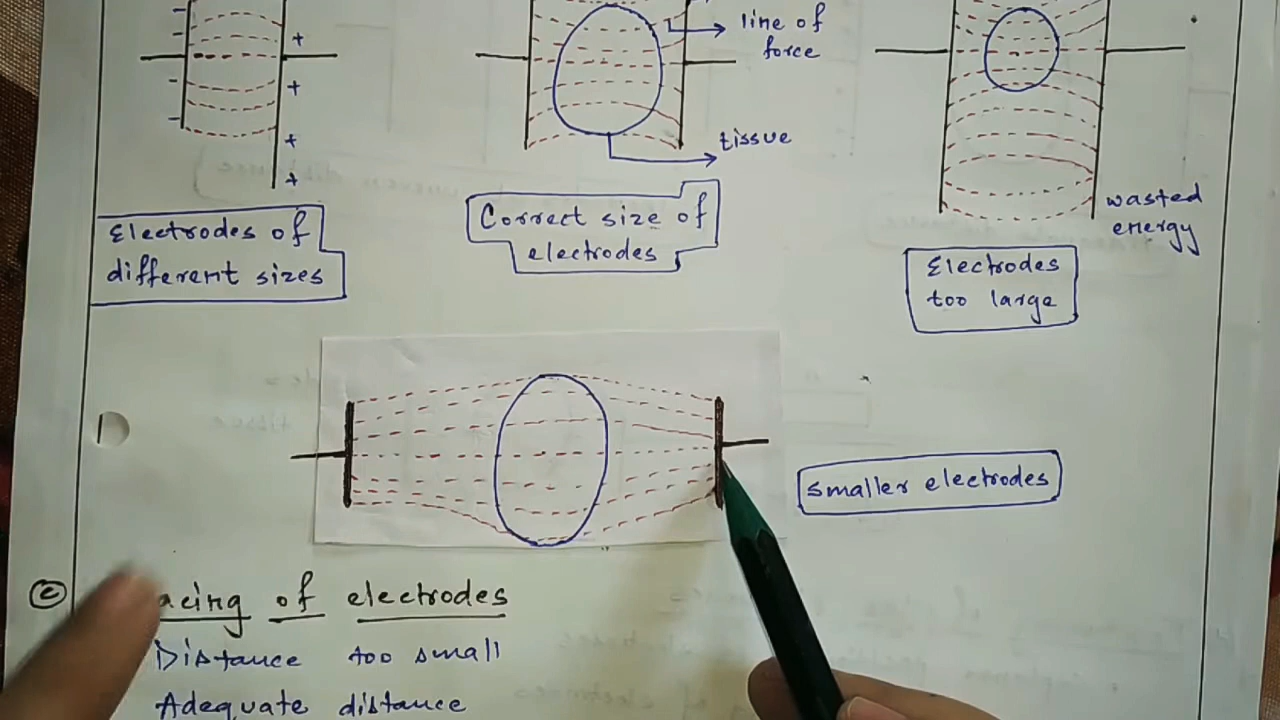 - + 
- +
- +
- +
+
line of
force
tissue
wasted
energy
Electrodes of
different sizes
Correct size of
electrodes
Electrodes
too large
smaller electrodes
(c) acing of electrodes
Distance too small
Adequate distance